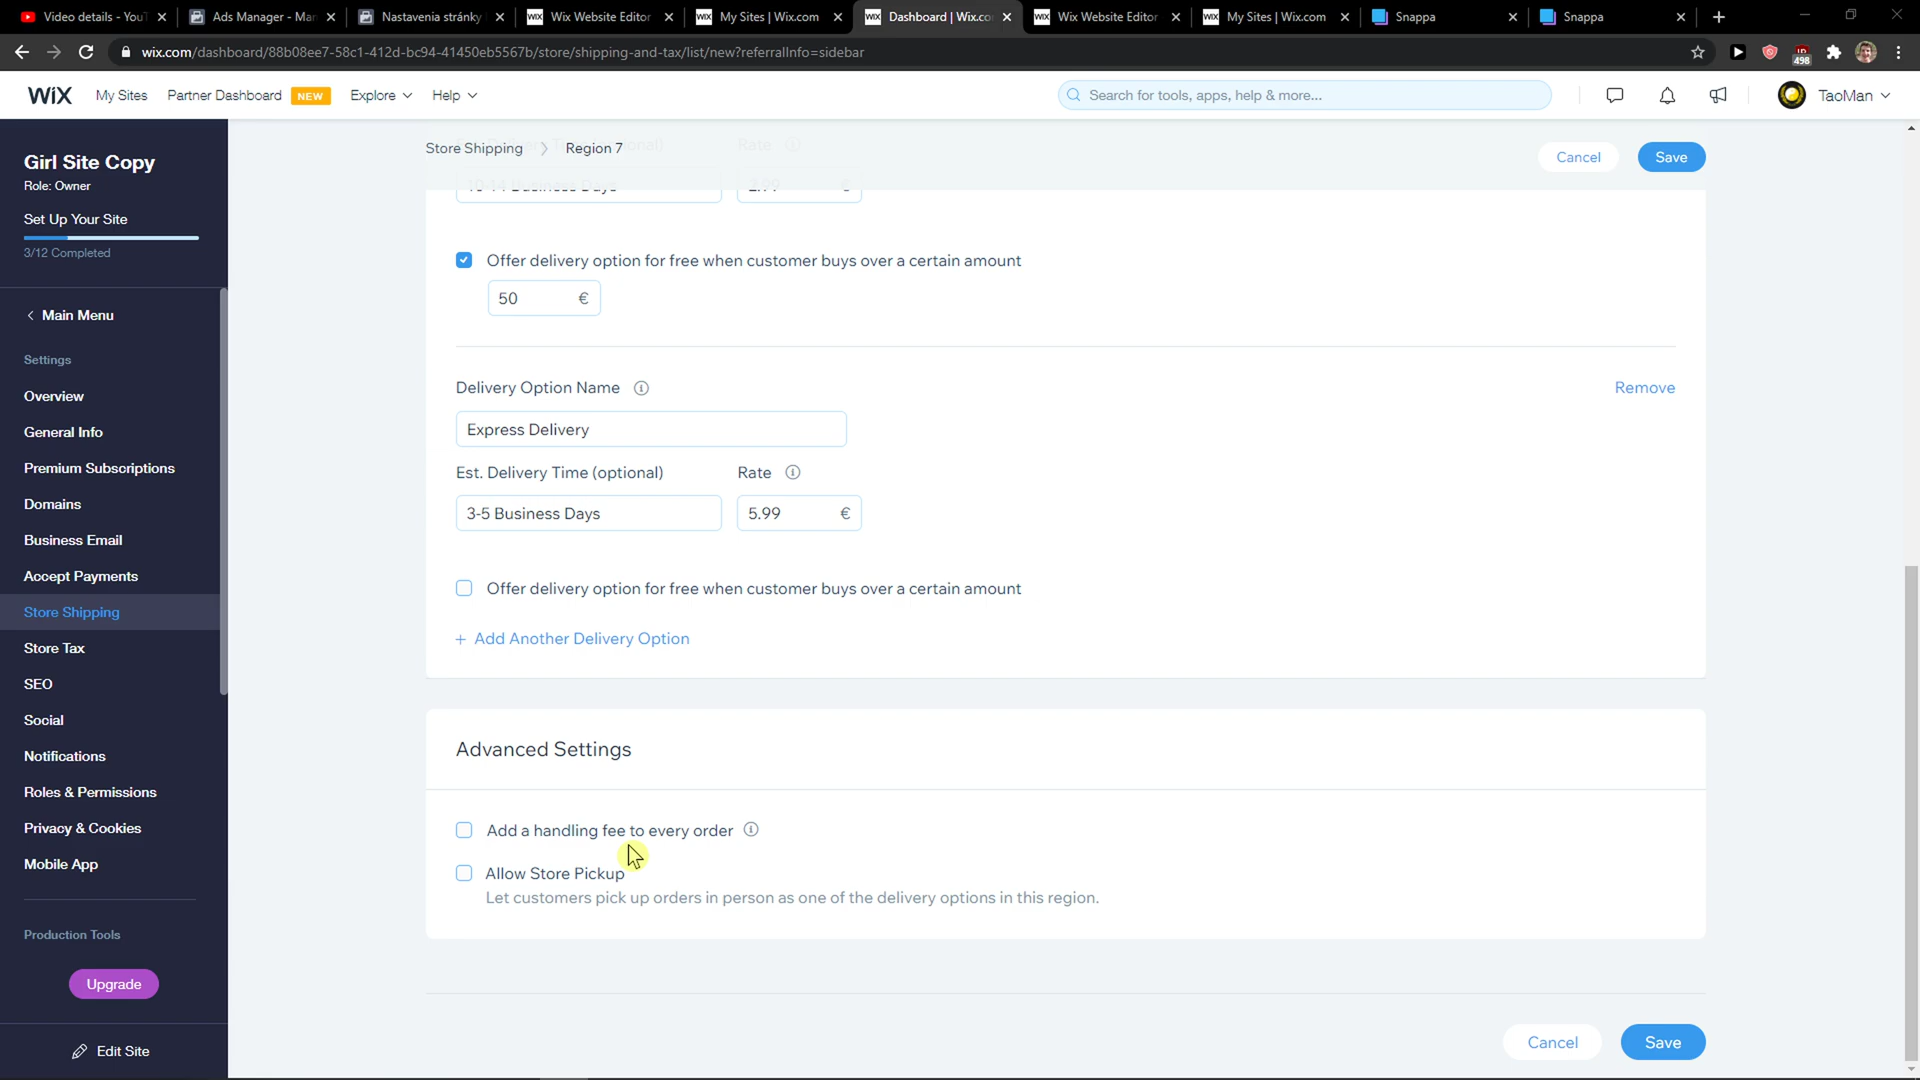 Video details - YouT
Ads Manager - Man
Nastavenia stránky
Wix Website Editor
My Sites | Wix.com
Dashboard | Wix.co
Wix Website Editor
My Sites | Wix.com
Snappa
Snappa
wix.com/dashboard/88b08ee7-58c1-412d-bc94-41450eb5567b/store/shipping-and-tax/list/new?referralInfo=sidebar
498
WiX
My Sites
Partner Dashboard
NEW
Explore
Help
Search for tools, apps, help & more...
TaoMan
Girl Site Copy
Role: Owner
Set Up Your Site
3/12 Completed
Main Menu
Settings
Overview
General Info
Premium Subscriptions
Domains
Business Email
Accept Payments
Store Shipping
Store Tax
SEO
Social
Notifications
Roles & Permissions
Privacy & Cookies
Mobile App
Production Tools
Upgrade
Edit Site
Store Shipping
Region 7
Rate
Cancel
Save
10-14 Business Days
2.99 €
Offer delivery option for free when customer buys over a certain amount
50 €
Delivery Option Name
Remove
Express Delivery
Est. Delivery Time (optional)
Rate
3-5 Business Days
5.99 €
Offer delivery option for free when customer buys over a certain amount
+ Add Another Delivery Option
Advanced Settings
Add a handling fee to every order
Allow Store Pickup
Let customers pick up orders in person as one of the delivery options in this region.
Cancel
Save